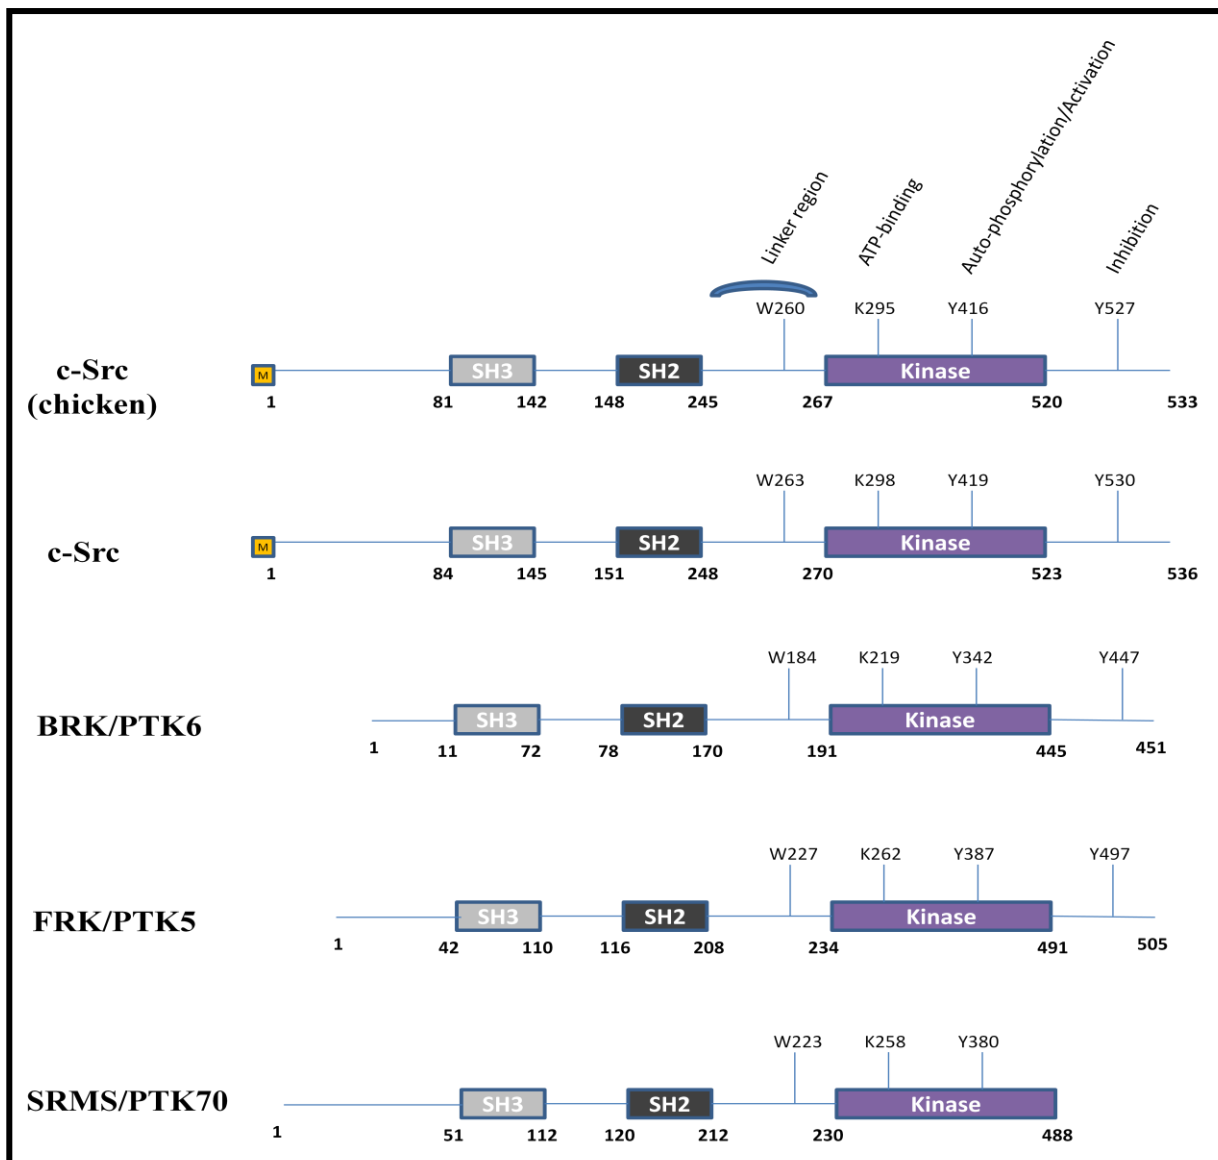 Linker region
ATP-binding
Auto-phosphorylation/Activation
Inhibition
W260 K295 Y416 Y527
c-Src
(chicken)
M SH3 SH2 Kinase
1 81 142 148 245 267 520 533
W263 K298 Y419 Y530
c-Src
M SH3 SH2 Kinase
1 84 145 151 248 270 523 536
W184 K219 Y342 Y447
BRK/PTK6
SH3 SH2 Kinase
1 11 72 78 170 191 445 451
W227 K262 Y387 Y497
FRK/PTK5
SH3 SH2 Kinase
1 42 110 116 208 234 491 505
W223 K258 Y380
SRMS/PTK70
SH3 SH2 Kinase
1 51 112 120 212 230 488